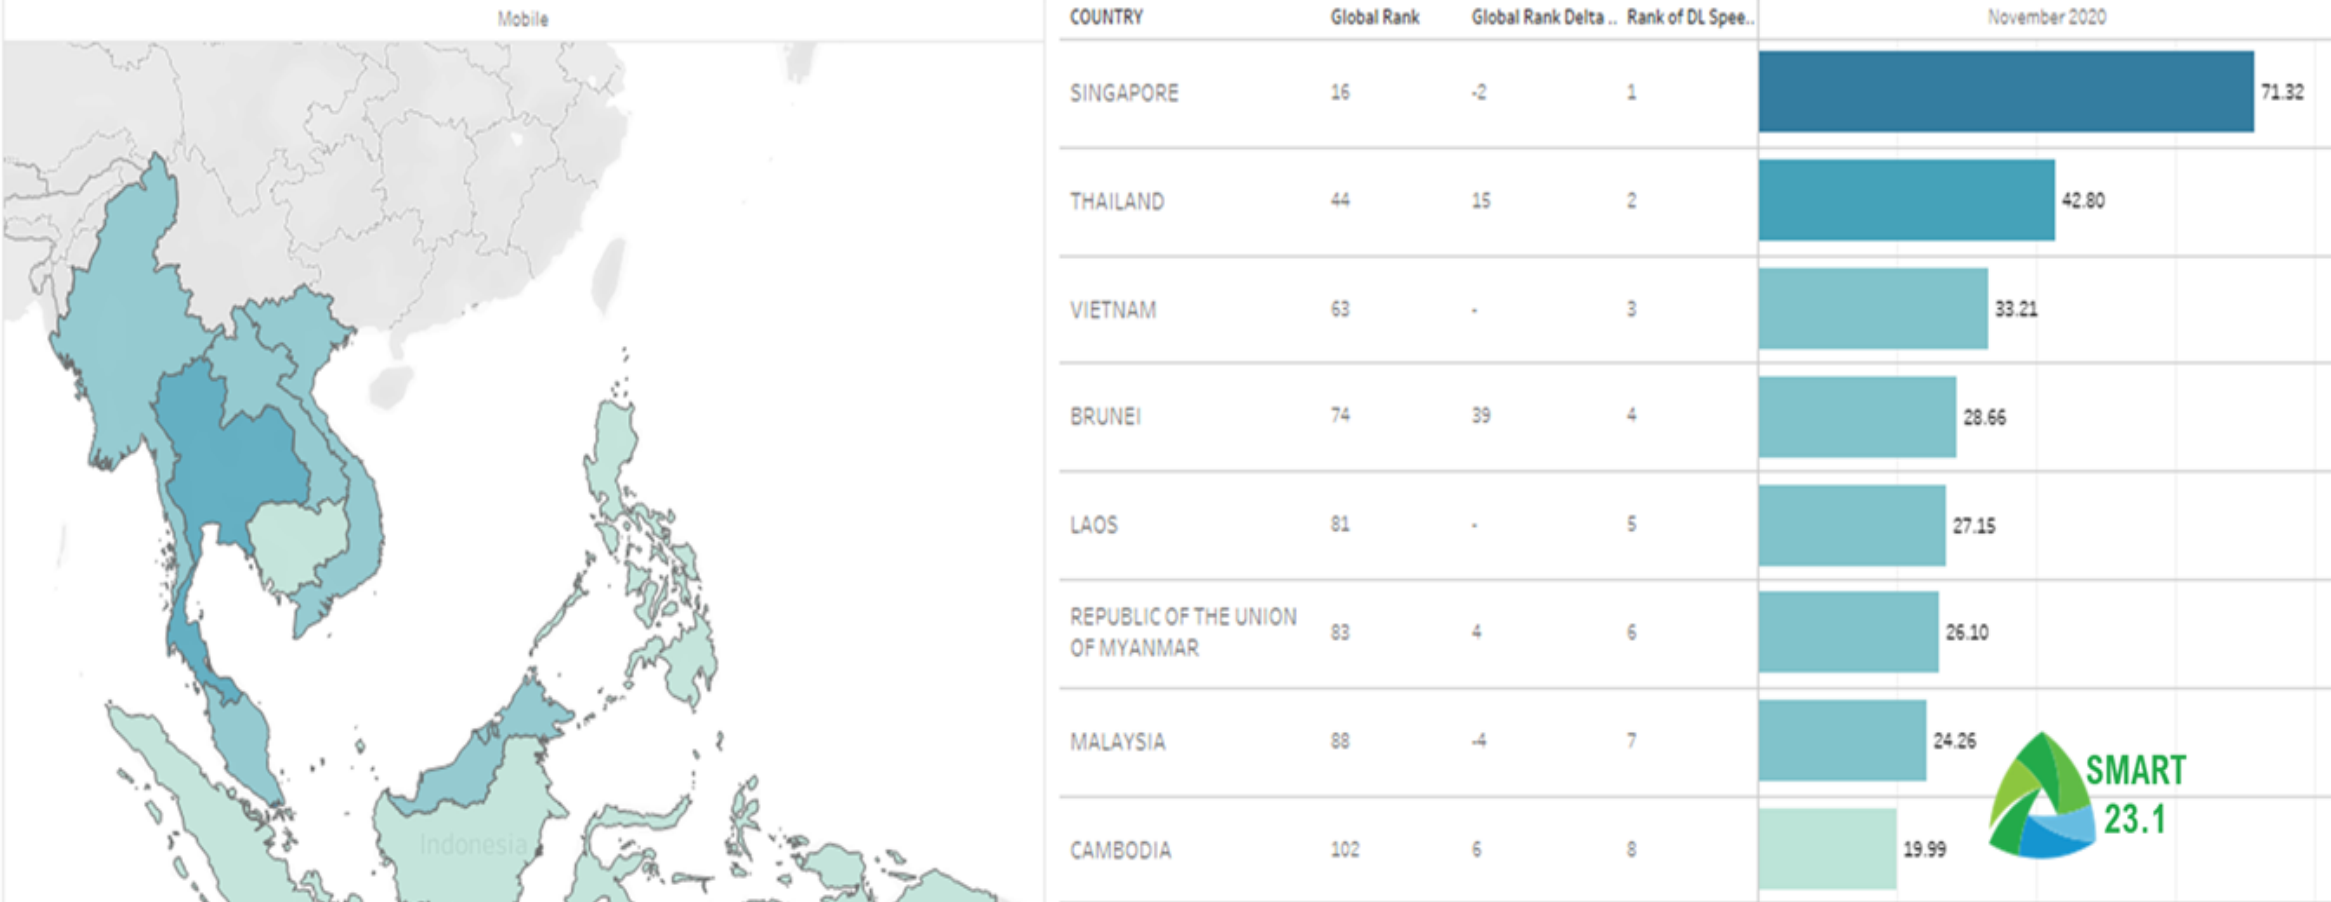 Mobile
COUNTRY Global Rank Global Rank Delta .. Rank of DL Spee.. November 2020
SINGAPORE 16 -2 1 71.32
THAILAND 44 15 2 42.80
VIETNAM 63 - 3 33.21
BRUNEI 74 39 4 28.66
LAOS 81 - 5 27.15
REPUBLIC OF THE UNION
OF MYANMAR 83 4 6 26.10
MALAYSIA 88 -4 7 24.26
CAMBODIA 102 6 8 19.99
Indonesia
SMART
23.1